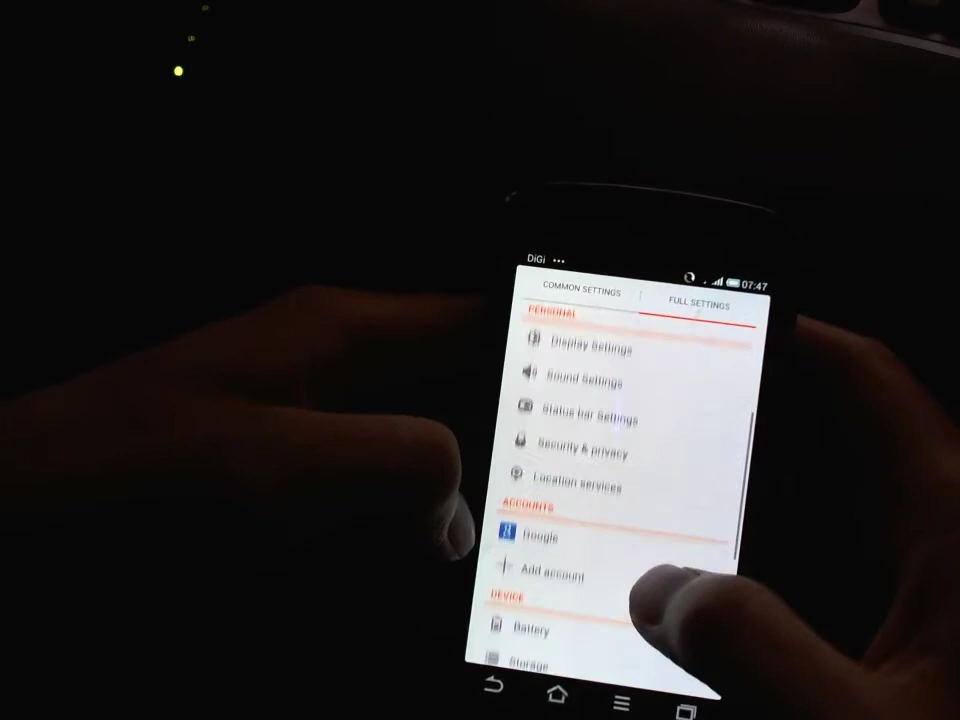 DiGi ... 07:47
COMMON SETTINGS FULL SETTINGS
PERSONAL
Display Settings
Sound Settings
Status bar Settings
Security & privacy
Location services
ACCOUNTS
Google
Add account
DEVICE
Battery
Storage